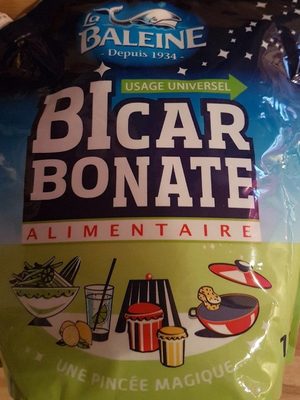 La
BALEINE
- Depuis 1934 -
USAGE UNIVERSEL
BICAR
BONATE
ALIMENTAIRE
UNE PINCÉE MAGIQUE